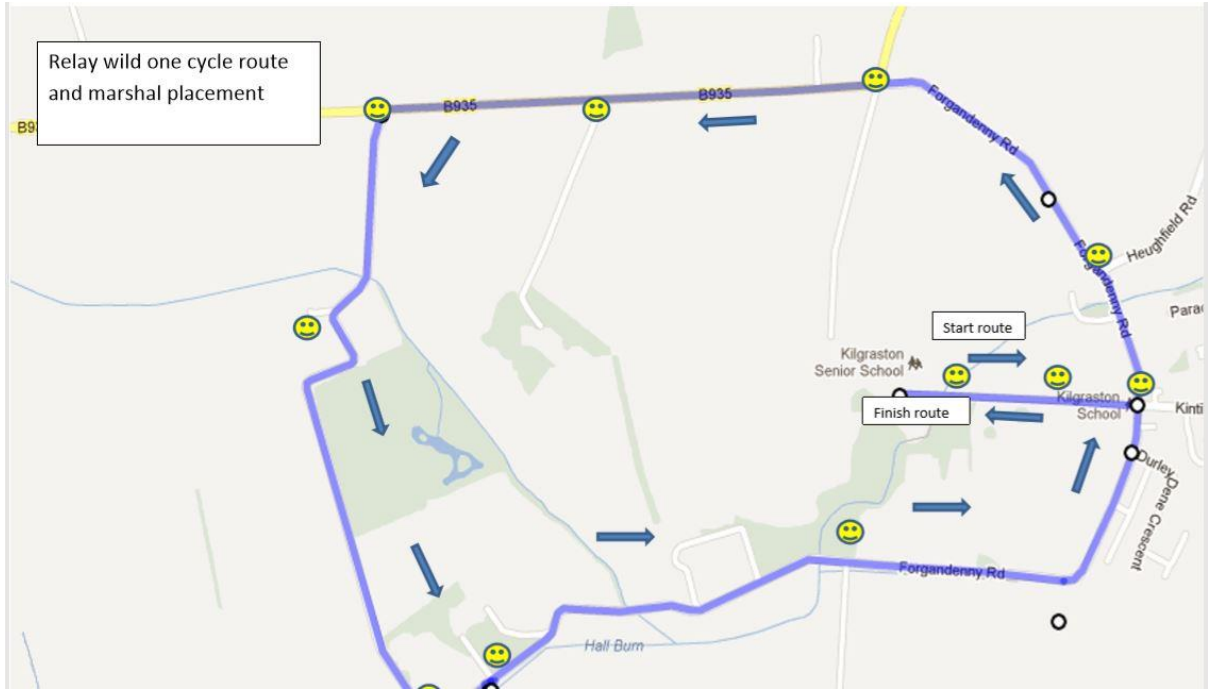 Relay wild one cycle route
and marshal placement
B93
B935
B935
Forgandenny Rd
Heughfield Rd
Forgandenny Rd
Start route
Kilgraston
Senior School
Finish route
Kilgraston
School
Durley Dene Crescent
Forgandenny Rd
Hall Burn